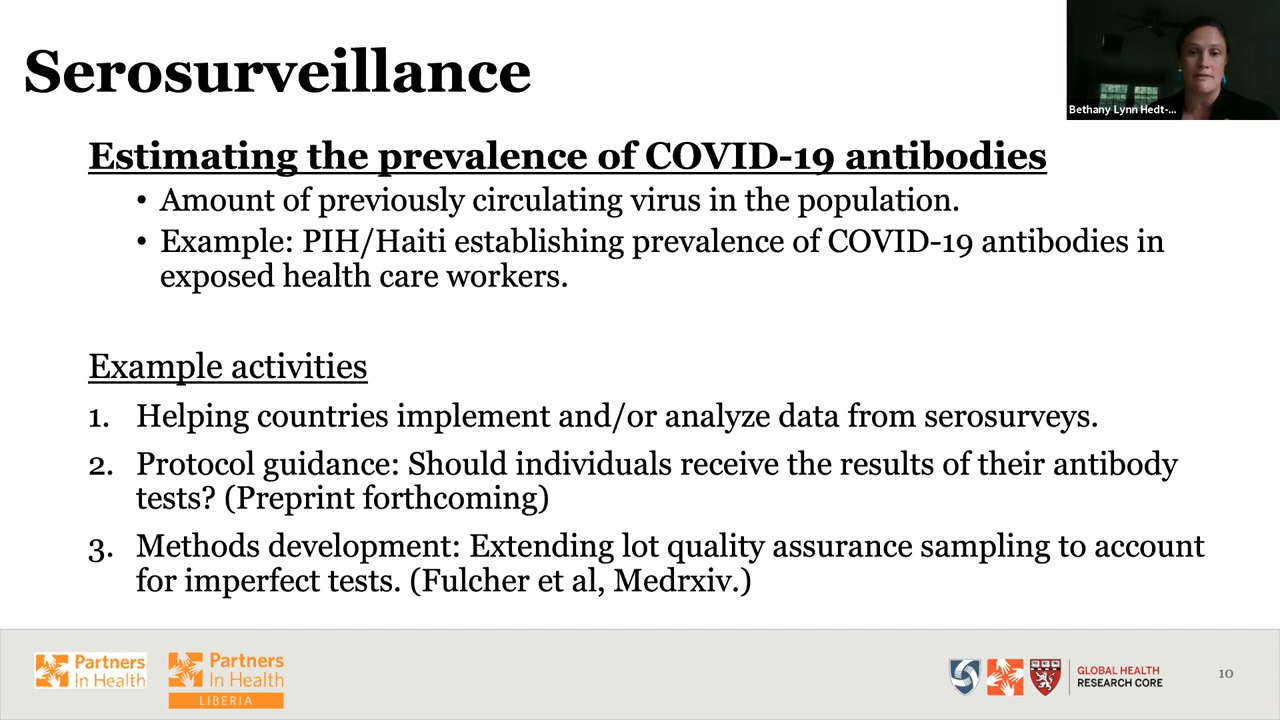 Serosurveillance
Bethany Lynn Hedt-...
Estimating the prevalence of COVID-19 antibodies
• Amount of previously circulating virus in the population.
• Example: PIH/Haiti establishing prevalence of COVID-19 antibodies in
exposed health care workers.
Example activities
1. Helping countries implement and/or analyze data from serosurveys.
2. Protocol guidance: Should individuals receive the results of their antibody
tests? (Preprint forthcoming)
3. Methods development: Extending lot quality assurance sampling to account
for imperfect tests. (Fulcher et al, Medrxiv.)
Partners
In Health
Partners
In Health
LIBERIA
GLOBAL HEALTH
RESEARCH CORE
10